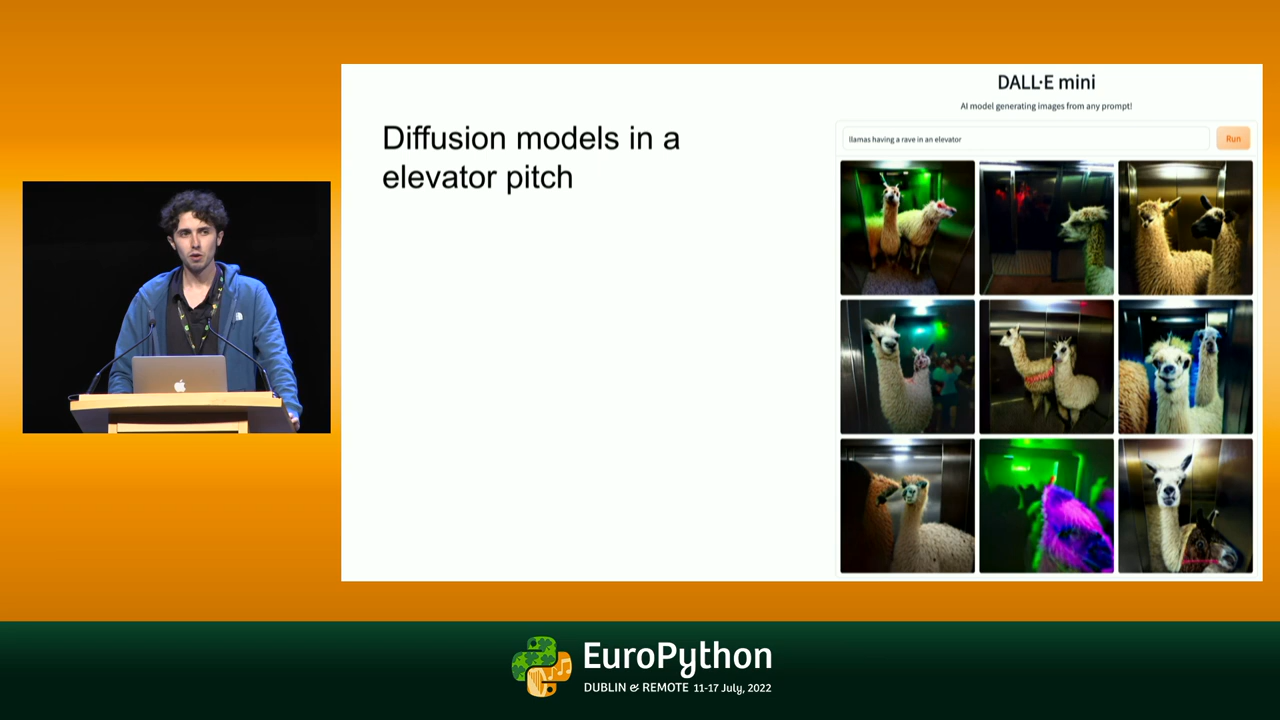 Diffusion models in a
elevator pitch
DALL·E mini
AI model generating images from any prompt!
llamas having a rave in an elevator
Run
EuroPython
DUBLIN & REMOTE 11-17 July, 2022